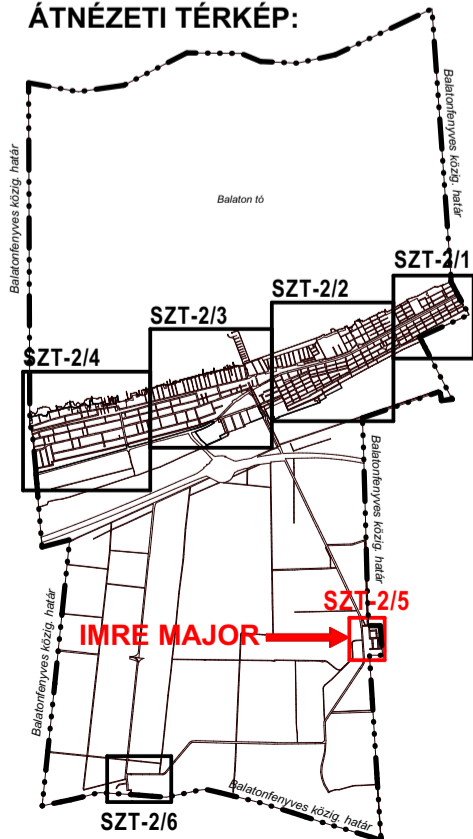 ÁTNÉZETI TÉRKÉP:
Balatonfenyves közig. határ
Balatonfenyves közig. határ
Balaton tó
SZT-2/1
SZT-2/2
SZT-2/3
SZT-2/4
Balatonfenyves közig. határ
SZT-2/5
IMRE MAJOR
Balatonfenyves közig. határ
Balatonfenyves közig. határ
SZT-2/6